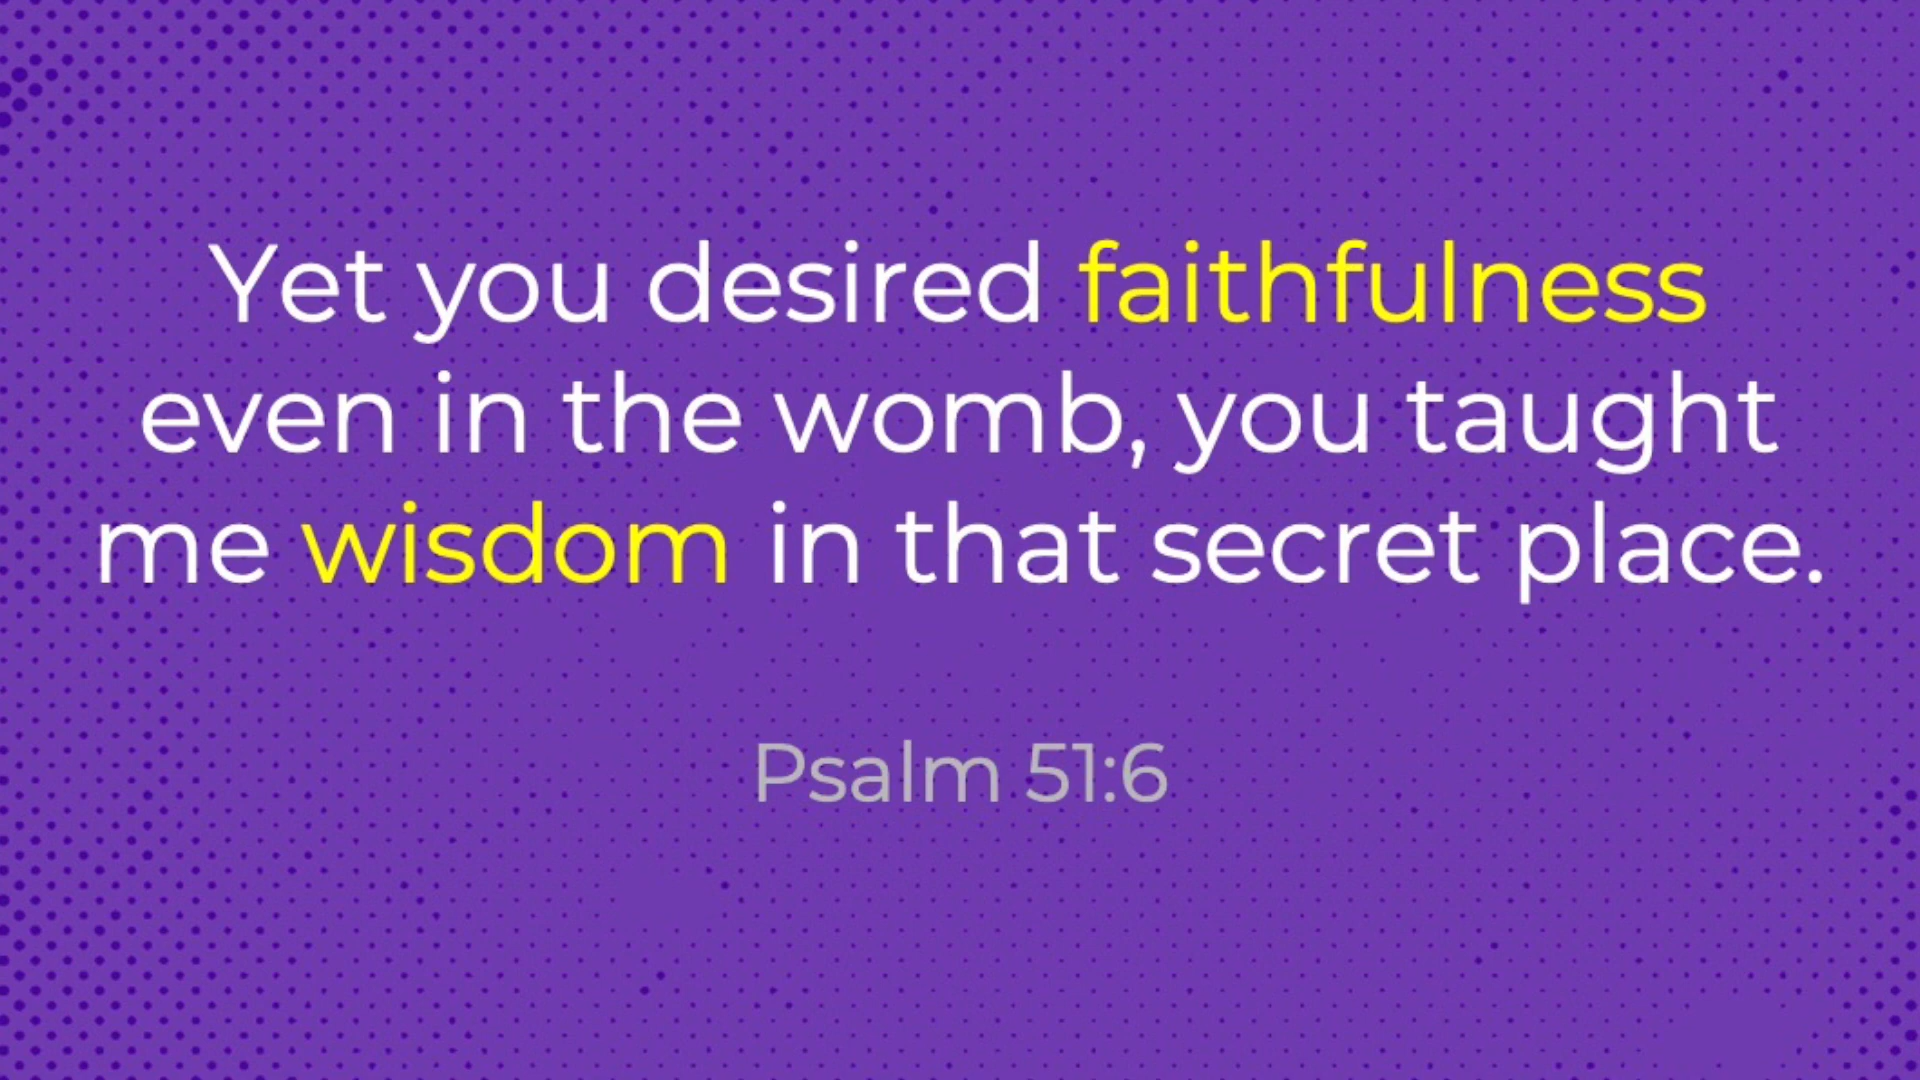 Yet you desired faithfulness
even in the womb, you taught
me wisdom in that secret place.
Psalm 51:6